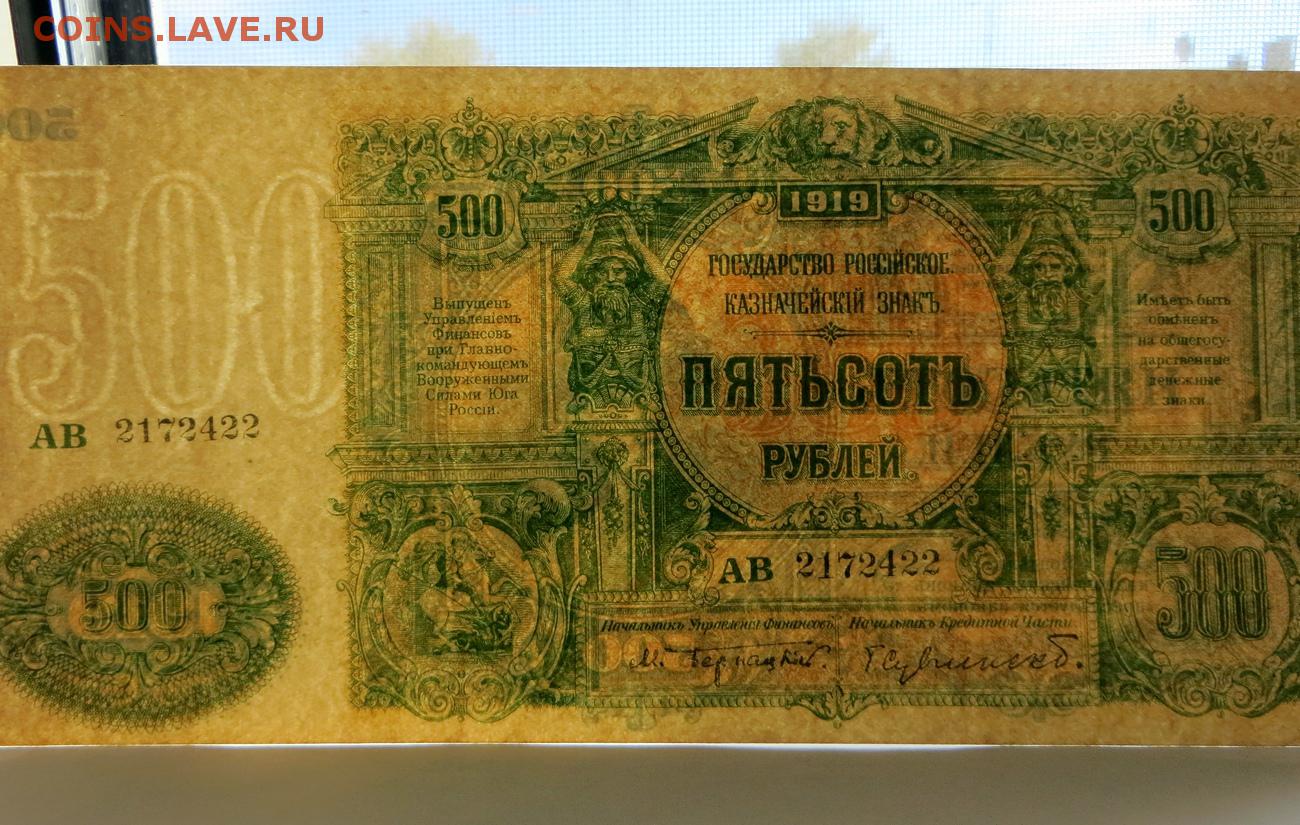 COINS.LAVE.RU
500
500
1919
500
ГОСУДАРСТВО РОССІЙСКОЕ.
КАЗНАЧЕЙСКІЙ ЗНАКЪ.
ПЯТЬСОТЪ
РУБЛЕЙ.
Выпущенъ
Управленіемъ
Финансовъ
при Главно-
командующемъ
Вооруженными
Силами Юга
Россіи.
Имѣетъ быть
обмѣненъ
на общегосу-
дарственные
денежные
знаки.
АВ 2172422
АВ 2172422
500
500
Начальникъ Управленія Финансовъ
Начальникъ Кредитной Части
М. Бернацкій.